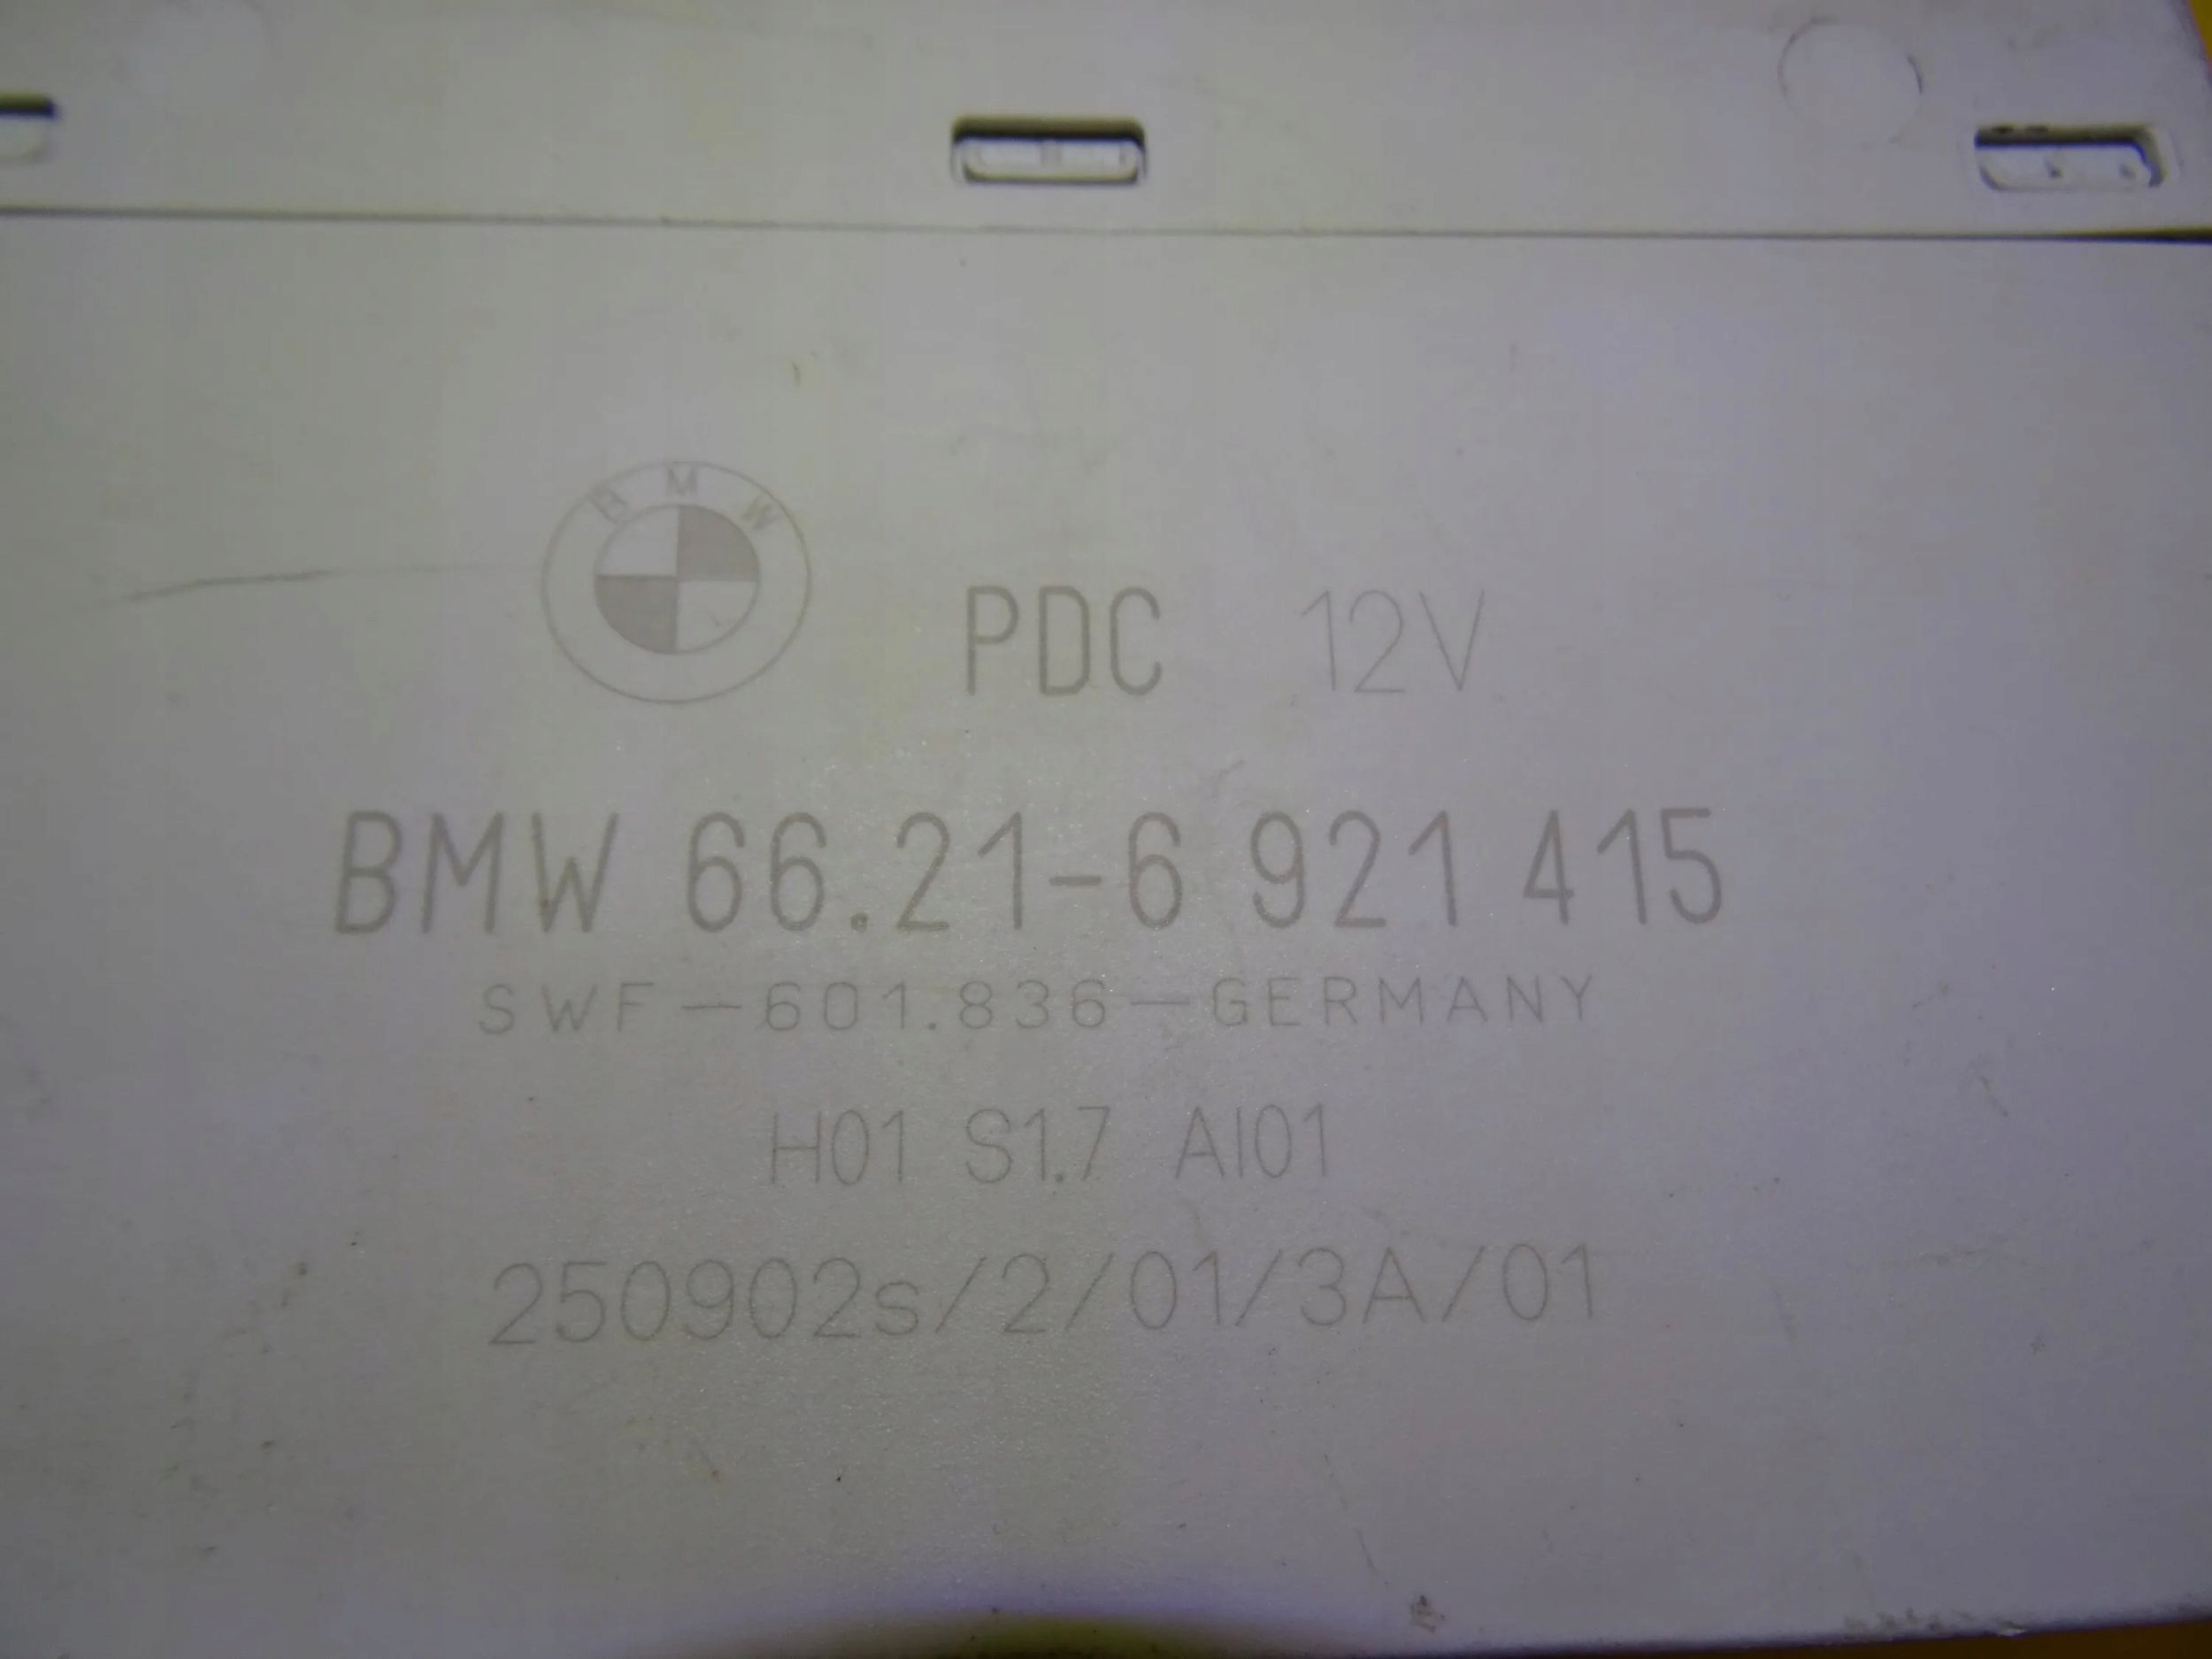 BMW
PDC 12V
BMW 66.21-6 921 415
SWF-601.836-GERMANY
H01 S1.7 AI01
250902s/2/01/3A/01